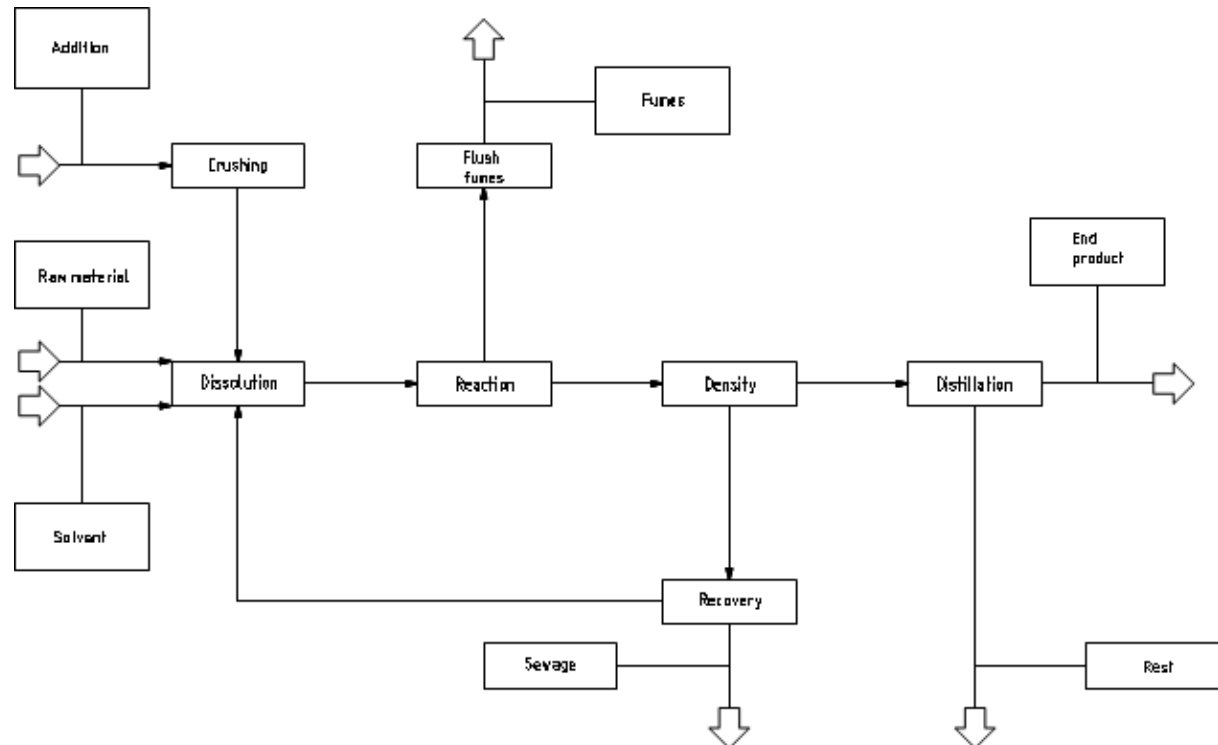 Addition
Fumes
Crushing
Flush
fumes
End
product
Raw material
Dissolution
Reaction
Density
Distillation
Solvent
Recovery
Sewage
Rest